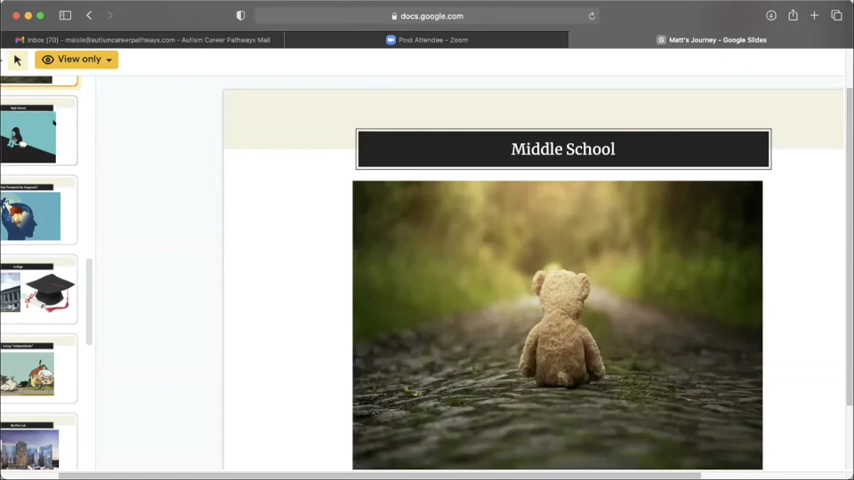 docs.google.com
Inbox (70) - maisie@autismcareerpathways.com - Autism Career Pathways Mail
Post Attendee - Zoom
Matt's Journey - Google Slides
View only
Middle School
High School
College